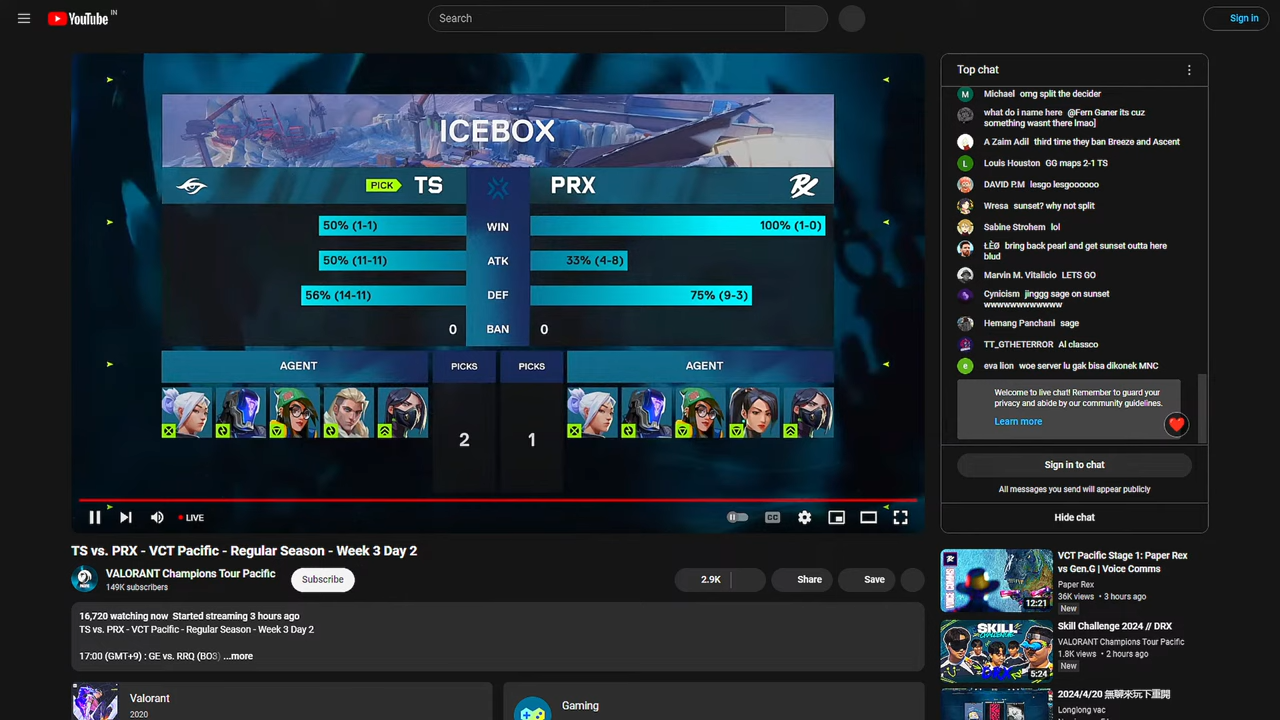 YouTube IN
Search
Sign in
ICEBOX
PICK TS
PRX
50% (1-1) WIN 100% (1-0)
50% (11-11) ATK 33% (4-8)
56% (14-11) DEF 75% (9-3)
0 BAN 0
AGENT PICKS PICKS AGENT
2 1
LIVE
CC
TS vs. PRX - VCT Pacific - Regular Season - Week 3 Day 2
VALORANT Champions Tour Pacific
149K subscribers
Subscribe
2.9K
Share
Save
16,720 watching now Started streaming 3 hours ago
TS vs. PRX - VCT Pacific - Regular Season - Week 3 Day 2
17:00 (GMT+9) : GE vs. RRQ (BO3) ...more
Valorant
2020
Gaming
Top chat
Michael omg split the decider
what do i name here @Fern Ganer its cuz
something wasnt there lmao]
A Zaim Adil third time they ban Breeze and Ascent
Louis Houston GG maps 2-1 TS
DAVID P.M lesgo lesgooooo
Wresa sunset? why not split
Sabine Strohem lol
ŁÈØ bring back pearl and get sunset outta here
blud
Marvin M. Vitalicio LETS GO
Cynicism jinggg sage on sunset
wwwwwwwwwwww
Hemang Panchani sage
TT_GTHETERROR Al classco
eva lion woe server lu gak bisa dikonek MNC
Welcome to live chat! Remember to guard your
privacy and abide by our community guidelines.
Learn more
Sign in to chat
All messages you send will appear publicly
Hide chat
VCT Pacific Stage 1: Paper Rex
vs Gen.G | Voice Comms
Paper Rex
36K views • 3 hours ago
New
12:21
Skill Challenge 2024 // DRX
VALORANT Champions Tour Pacific
1.8K views • 2 hours ago
New
SKILL
CHALLENGE
DRX
5:24
2024/4/20 無聊來玩下重開
Longlong vac